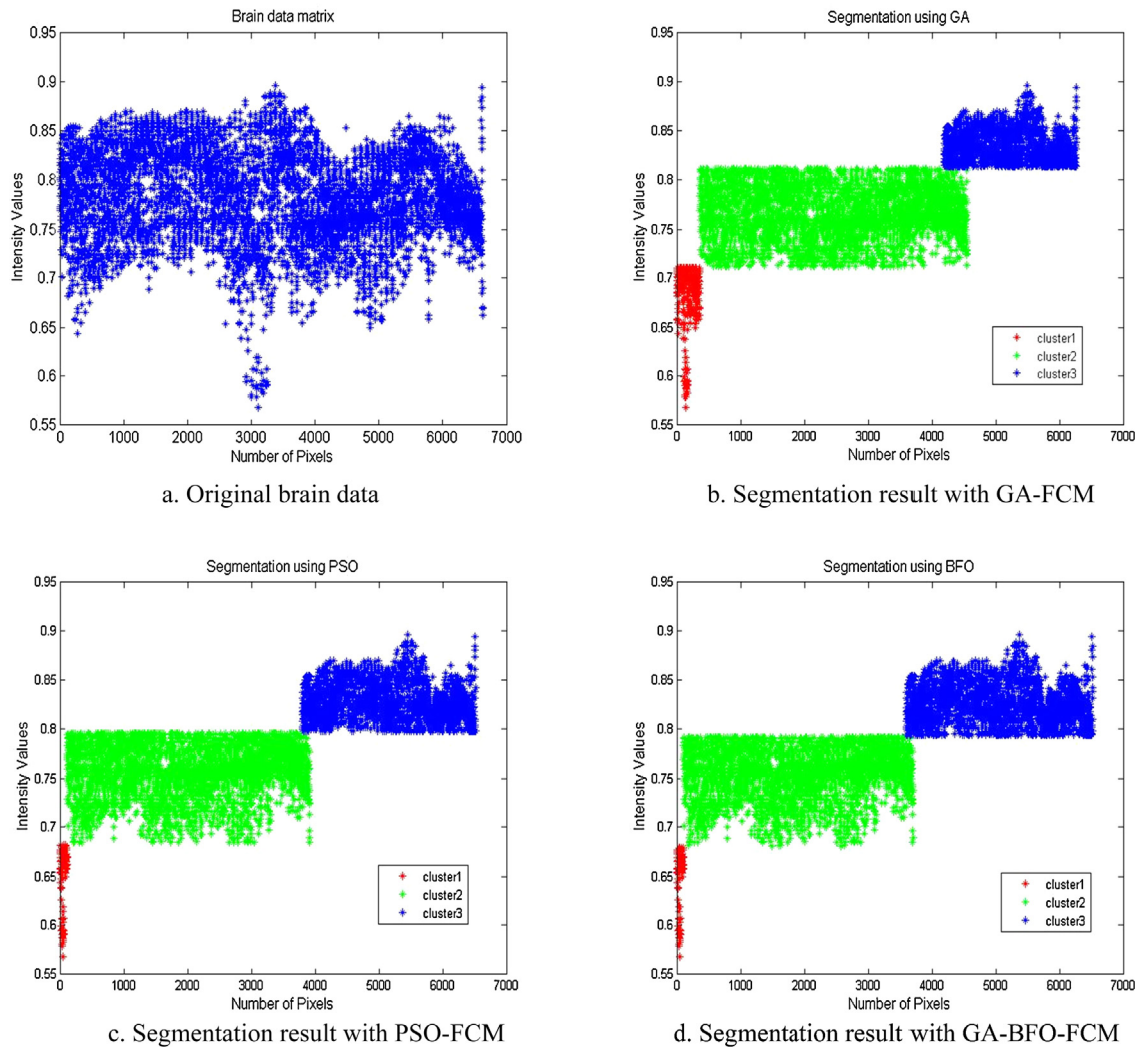 Brain data matrix
0.95
0.9
0.85
0.8
0.75
0.7
0.65
0.6
0.55
Intensity Values
0 1000 2000 3000 4000 5000 6000 7000
Number of Pixels
a. Original brain data
Segmentation using GA
0.95
0.9
0.85
0.8
0.75
0.7
0.65
0.6
0.55
Intensity Values
cluster1
cluster2
cluster3
0 1000 2000 3000 4000 5000 6000 7000
Number of Pixels
b. Segmentation result with GA-FCM
Segmentation using PSO
0.95
0.9
0.85
0.8
0.75
0.7
0.65
0.6
0.55
Intensity Values
cluster1
cluster2
cluster3
0 1000 2000 3000 4000 5000 6000 7000
Number of Pixels
c. Segmentation result with PSO-FCM
Segmentation using BFO
0.95
0.9
0.85
0.8
0.75
0.7
0.65
0.6
0.55
Intensity Values
cluster1
cluster2
cluster3
0 1000 2000 3000 4000 5000 6000 7000
Number of Pixels
d. Segmentation result with GA-BFO-FCM